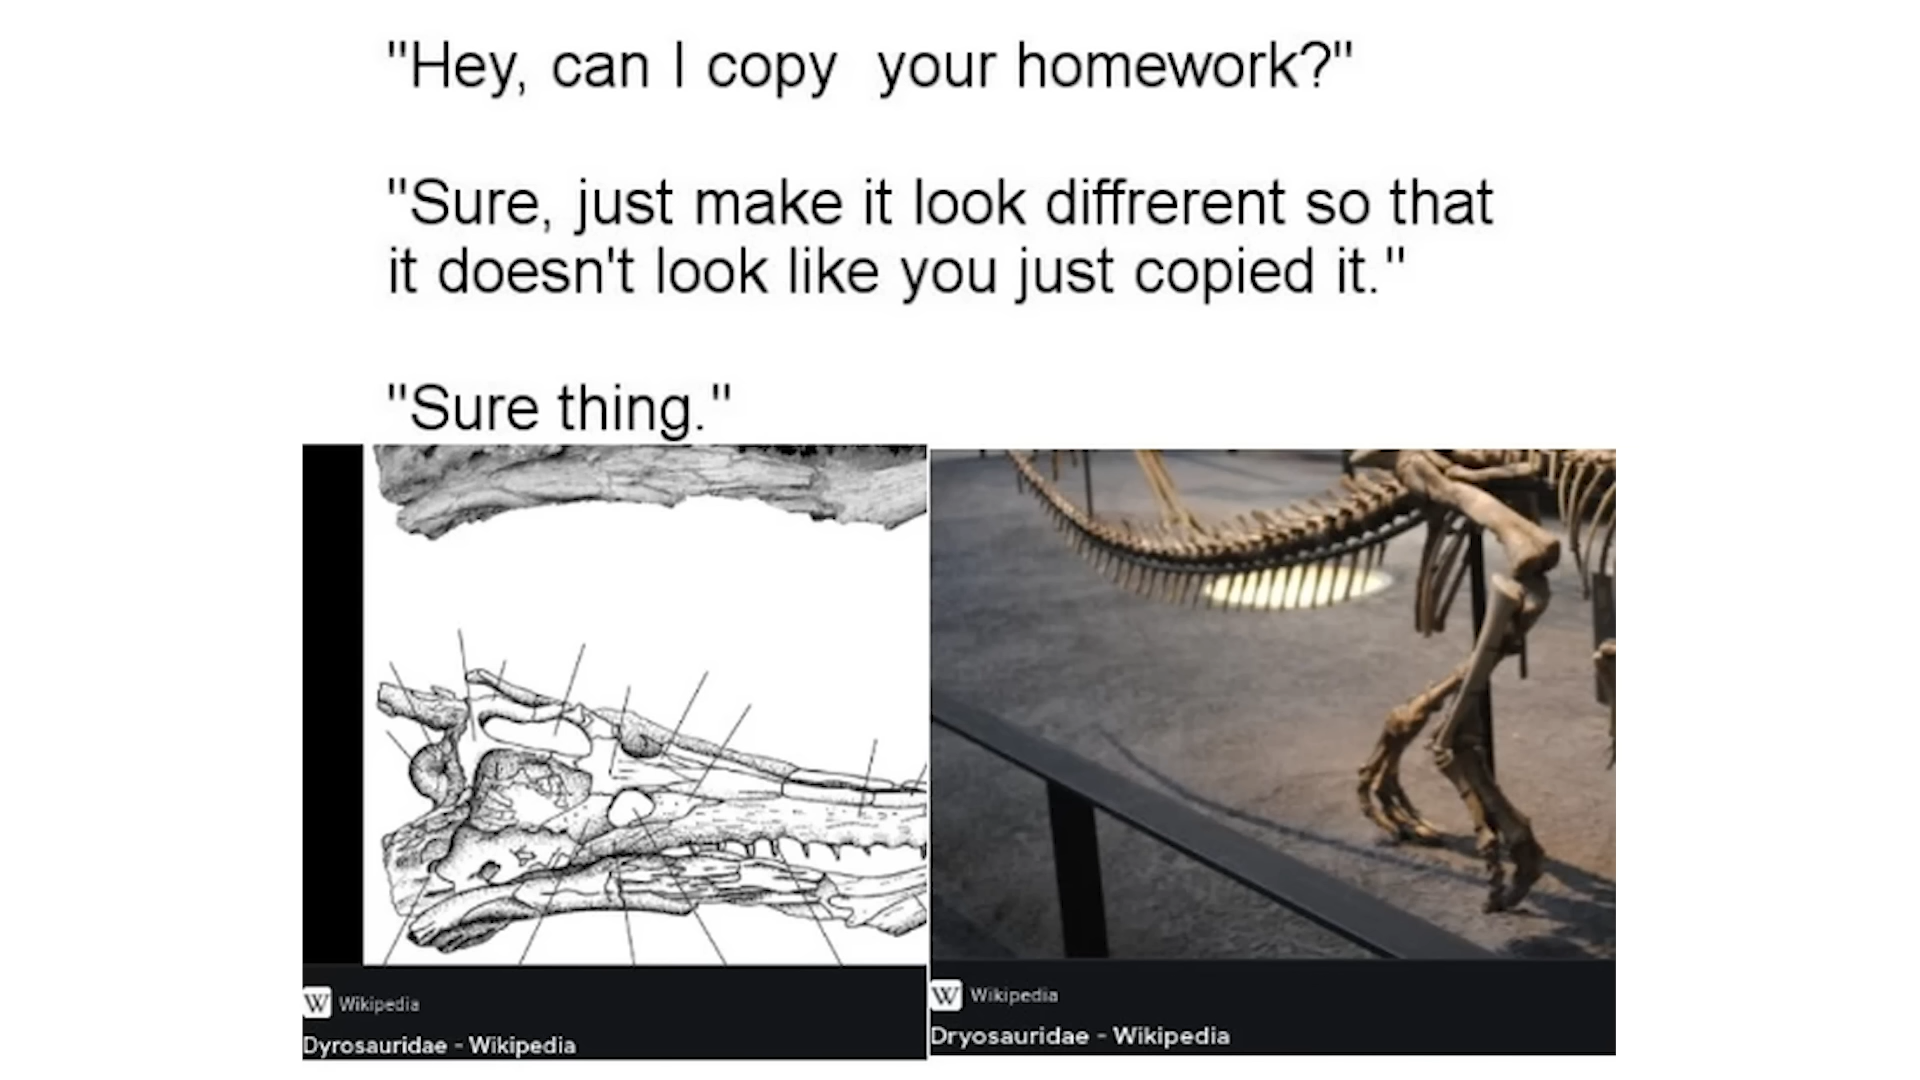 "Hey, can I copy  your homework?"
"Sure, just make it look diffrerent so that
it doesn't look like you just copied it."
"Sure thing."
W Wikipedia
Dyrosauridae - Wikipedia
W Wikipedia
Dryosauridae - Wikipedia